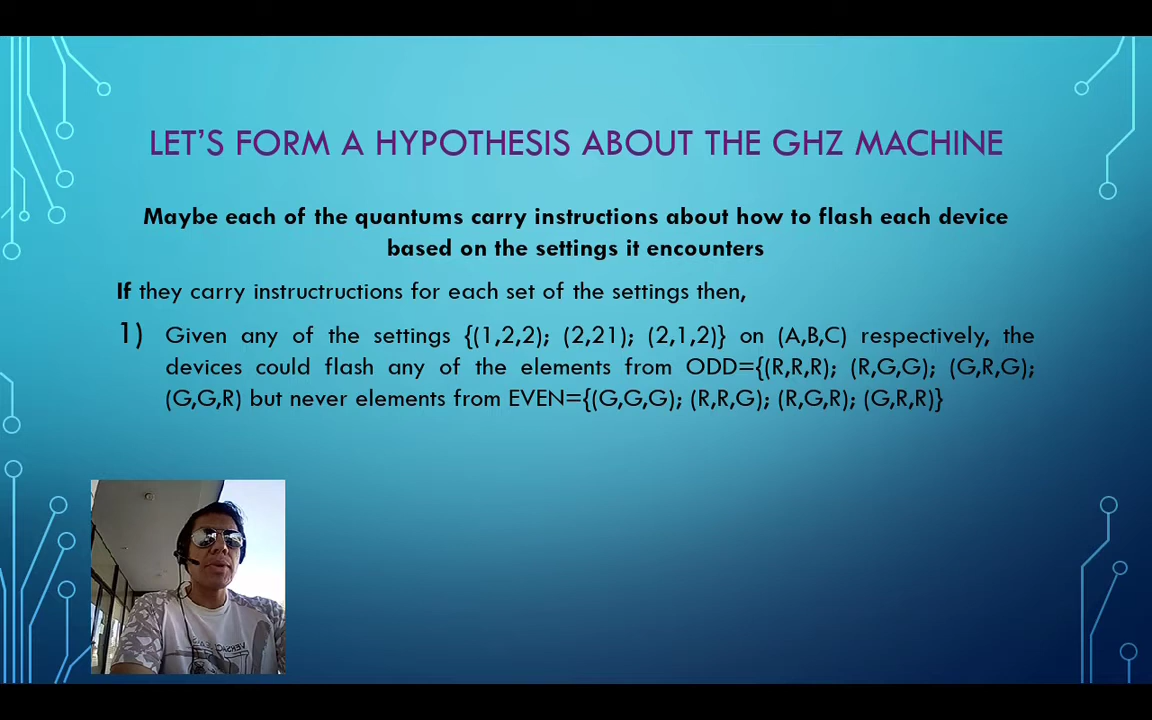 LET'S FORM A HYPOTHESIS ABOUT THE GHZ MACHINE
Maybe each of the quantums carry instructions about how to flash each device
based on the settings it encounters
If they carry instructructions for each set of the settings then,
1) Given any of the settings {(1,2,2); (2,21); (2,1,2)} on (A,B,C) respectively, the
devices could flash any of the elements from ODD={(R,R,R); (R,G,G); (G,R,G);
(G,G,R) but never elements from EVEN={(G,G,G); (R,R,G); (R,G,R); (G,R,R)}